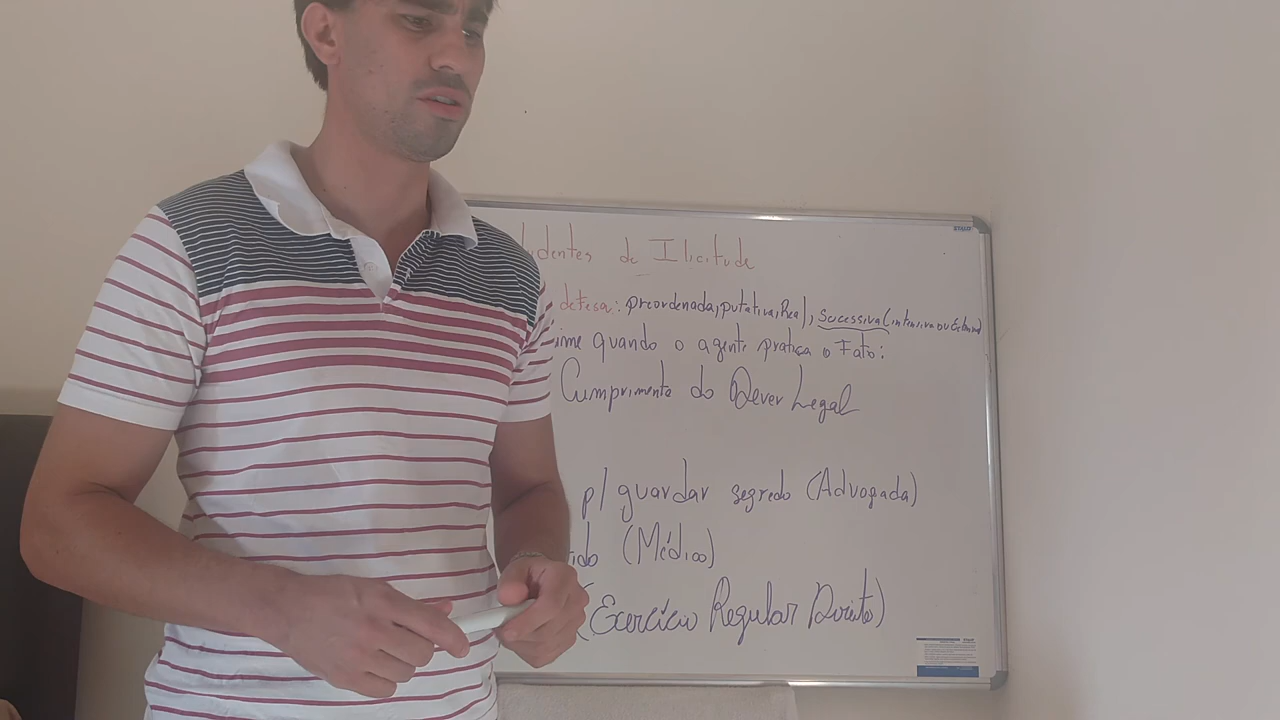 dentes de Ilicitude
STALO
defesa: preordenada, putativa, Real, Sucessiva (intensiva ou Extensiva)
ime quando o agente pratica o Fato:
Cumprimento do Dever Legal
p/ guardar segredo (Advogada)
ido (Médico)
(Exercício Regular Direito)